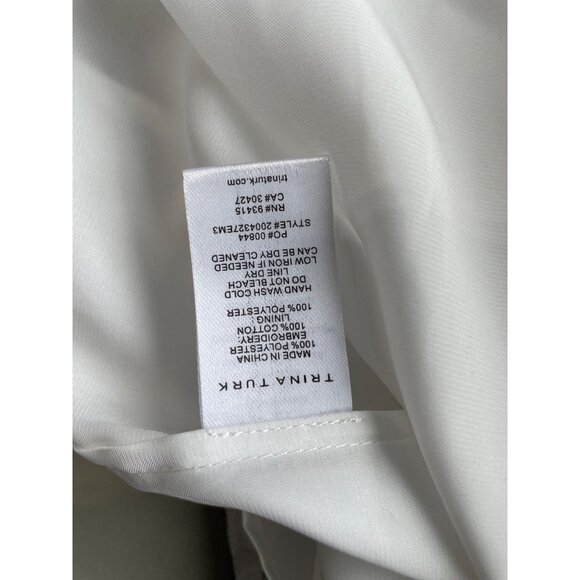 TRINA TURK
MADE IN CHINA
100% POLYESTER
EMBROIDERY:
100% COTTON
LINING :
100% POLYESTER
HAND WASH COLD
DO NOT BLEACH
LINE DRY
LOW IRON IF NEEDED
CAN BE DRY CLEANED
PO# 00844
STYLE# 2004327EM3
RN# 93415
CA# 30427
trinaturk.com